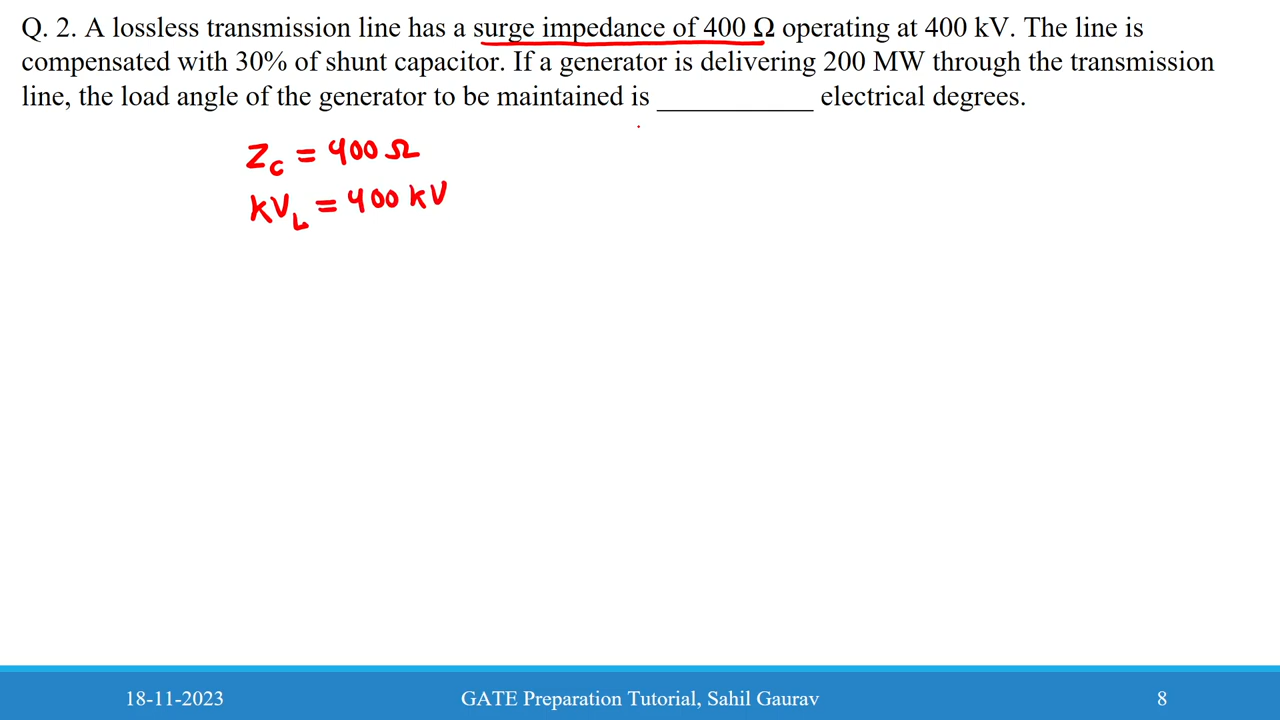 Q. 2. A lossless transmission line has a surge impedance of 400 Ω operating at 400 kV. The line is
compensated with 30% of shunt capacitor. If a generator is delivering 200 MW through the transmission
line, the load angle of the generator to be maintained is ____________ electrical degrees.
Z_C = 400 Ω
kV_L = 400 kV
18-11-2023
GATE Preparation Tutorial, Sahil Gaurav
8